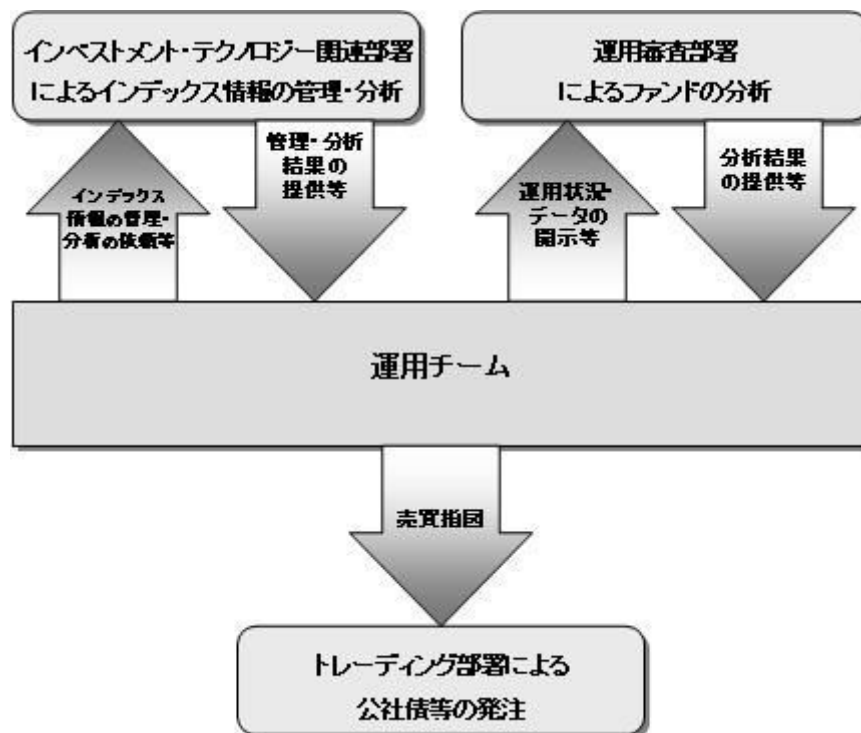 インベストメント・テクノロジー関連部署
によるインデックス情報の管理・分析
運用審査部署
によるファンドの分析
インデックス
情報の管理・
分析の依頼等
管理・分析
結果の
提供等
運用状況・
データの
開示等
分析結果
の提供等
運用チーム
売買指図
トレーディング部署による
公社債等の発注